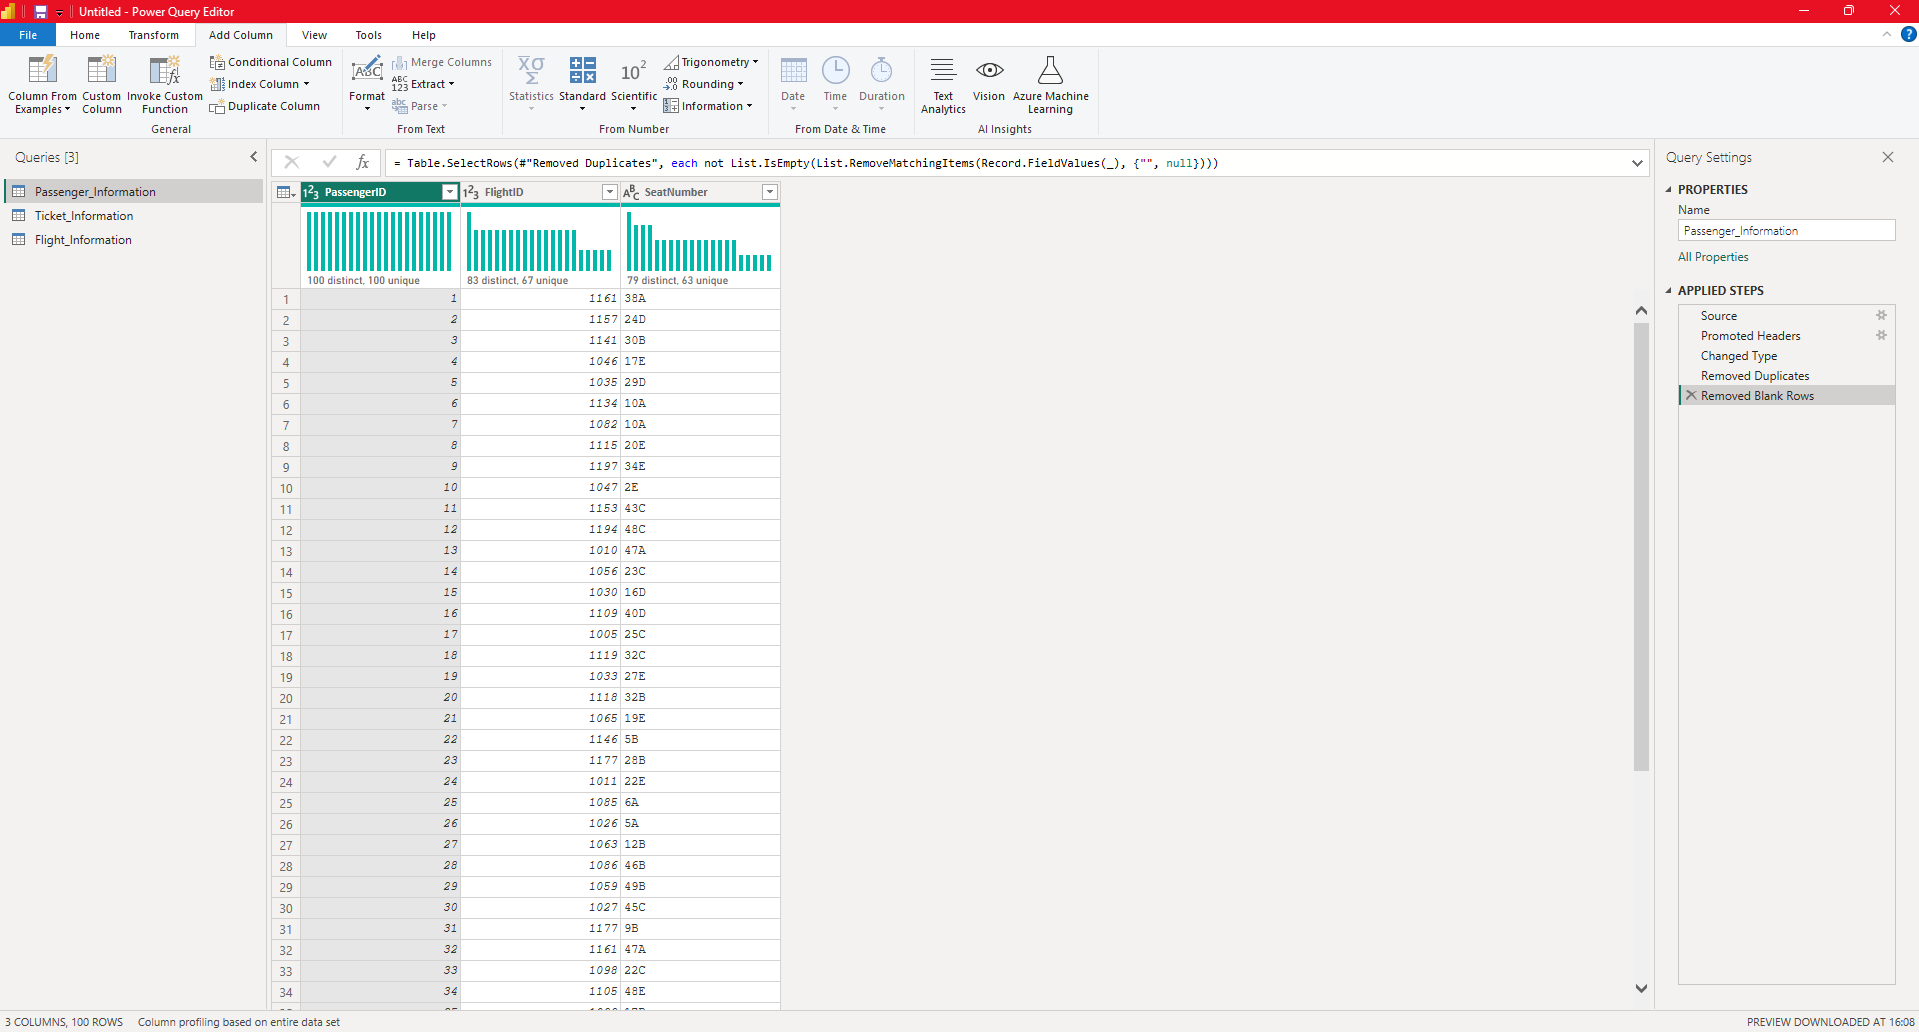 Untitled - Power Query Editor
File Home Transform Add Column View Tools Help
Column From Examples
Custom Column
Invoke Custom Function
Conditional Column
Index Column
Duplicate Column
General
Format
Merge Columns
Extract
Parse
From Text
Statistics
Standard
Scientific
Trigonometry
Rounding
Information
From Number
Date
Time
Duration
From Date & Time
Text Analytics
Vision
Azure Machine Learning
AI Insights
Queries [3]
Passenger_Information
Ticket_Information
Flight_Information
= Table.SelectRows(#"Removed Duplicates", each not List.IsEmpty(List.RemoveMatchingItems(Record.FieldValues(_), {"", null})))
PassengerID FlightID SeatNumber
100 distinct, 100 unique 83 distinct, 67 unique 79 distinct, 63 unique
1 1 1161 38A
2 2 1157 24D
3 3 1141 30B
4 4 1046 17E
5 5 1035 29D
6 6 1134 10A
7 7 1082 10A
8 8 1115 20E
9 9 1197 34E
10 10 1047 2E
11 11 1153 43C
12 12 1194 48C
13 13 1010 47A
14 14 1056 23C
15 15 1030 16D
16 16 1109 40D
17 17 1005 25C
18 18 1119 32C
19 19 1033 27E
20 20 1118 32B
21 21 1065 19E
22 22 1146 5B
23 23 1177 28B
24 24 1011 22E
25 25 1085 6A
26 26 1026 5A
27 27 1063 12B
28 28 1086 46B
29 29 1059 49B
30 30 1027 45C
31 31 1177 9B
32 32 1161 47A
33 33 1098 22C
34 34 1105 48E
Query Settings
PROPERTIES
Name
Passenger_Information
All Properties
APPLIED STEPS
Source
Promoted Headers
Changed Type
Removed Duplicates
Removed Blank Rows
3 COLUMNS, 100 ROWS Column profiling based on entire data set
PREVIEW DOWNLOADED AT 16:08